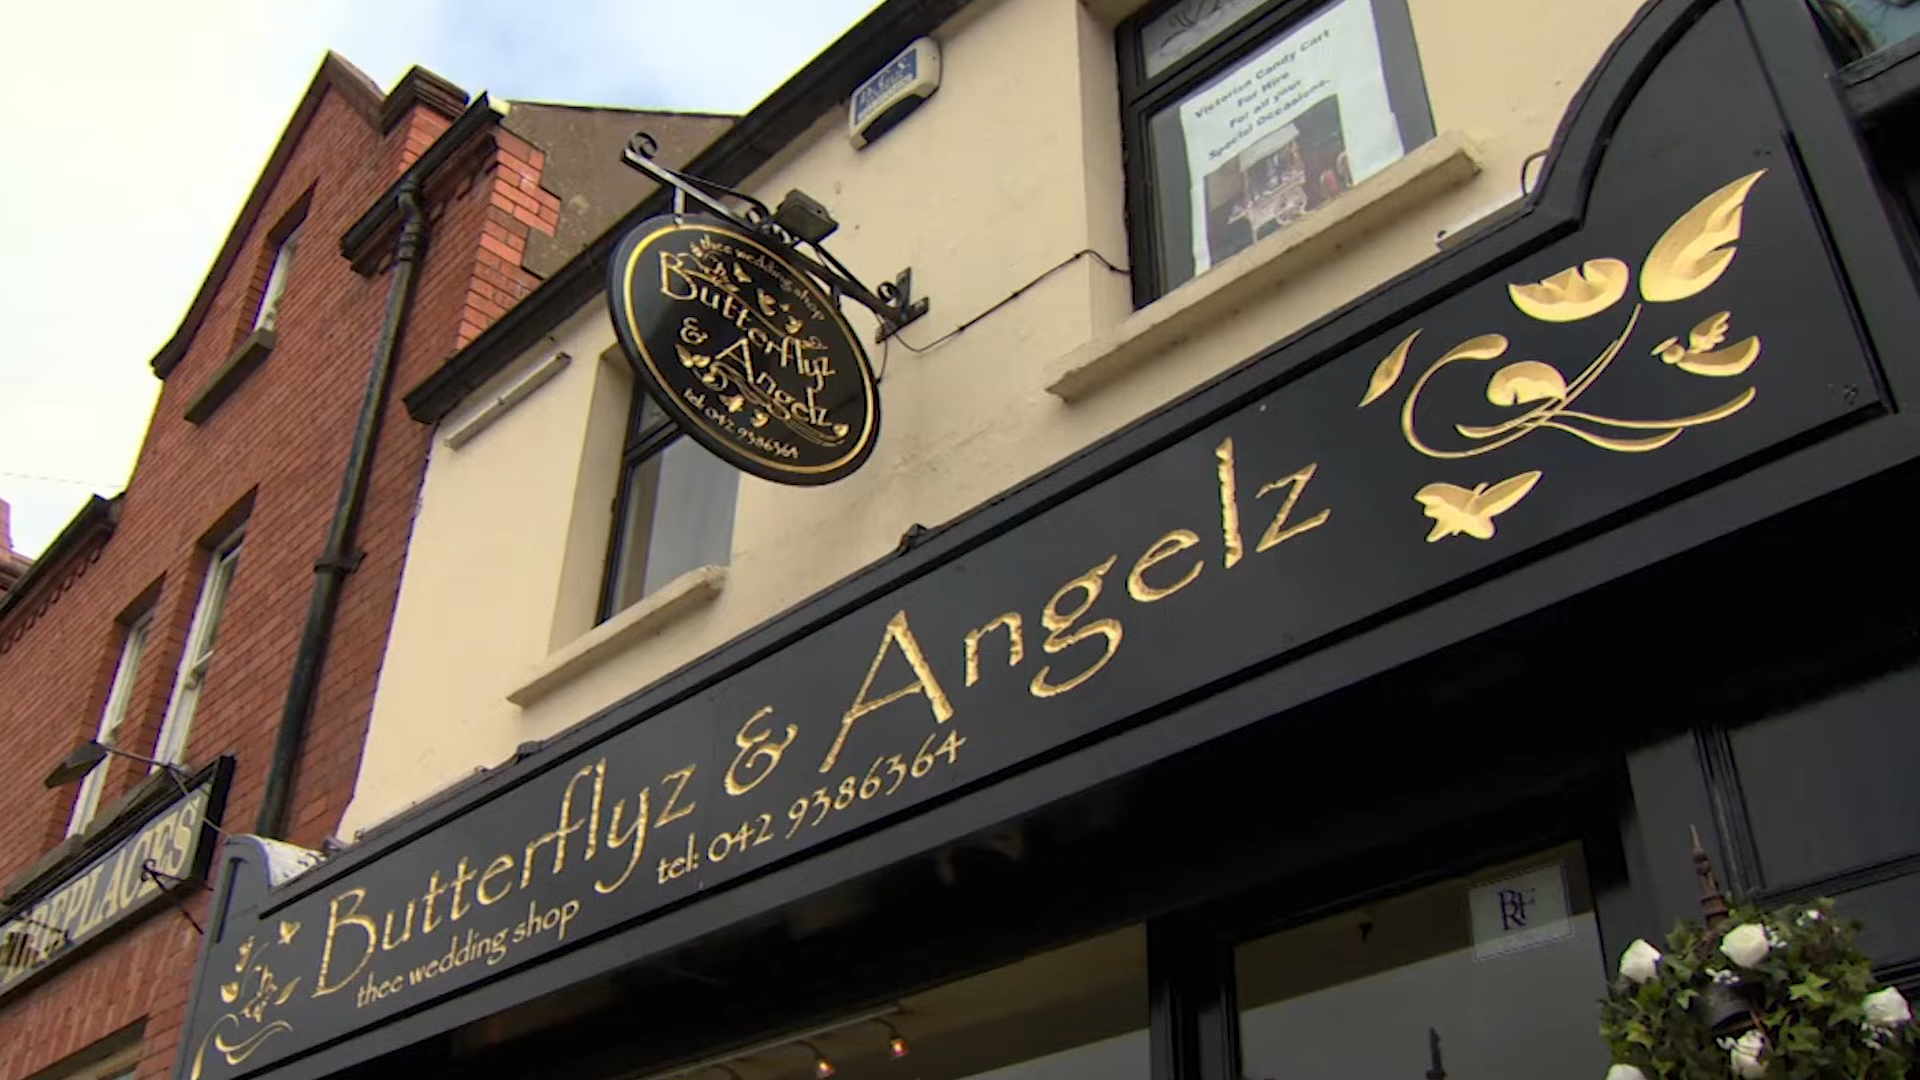 Victorian Candy Cart
For Hire
For all your
Special Occasions.
thee wedding shop
Butterflyz
& Angelz
tel: 042 9386364
Butterflyz & Angelz
thee wedding shop
tel: 042 9386364
FIREPLACES
BRF